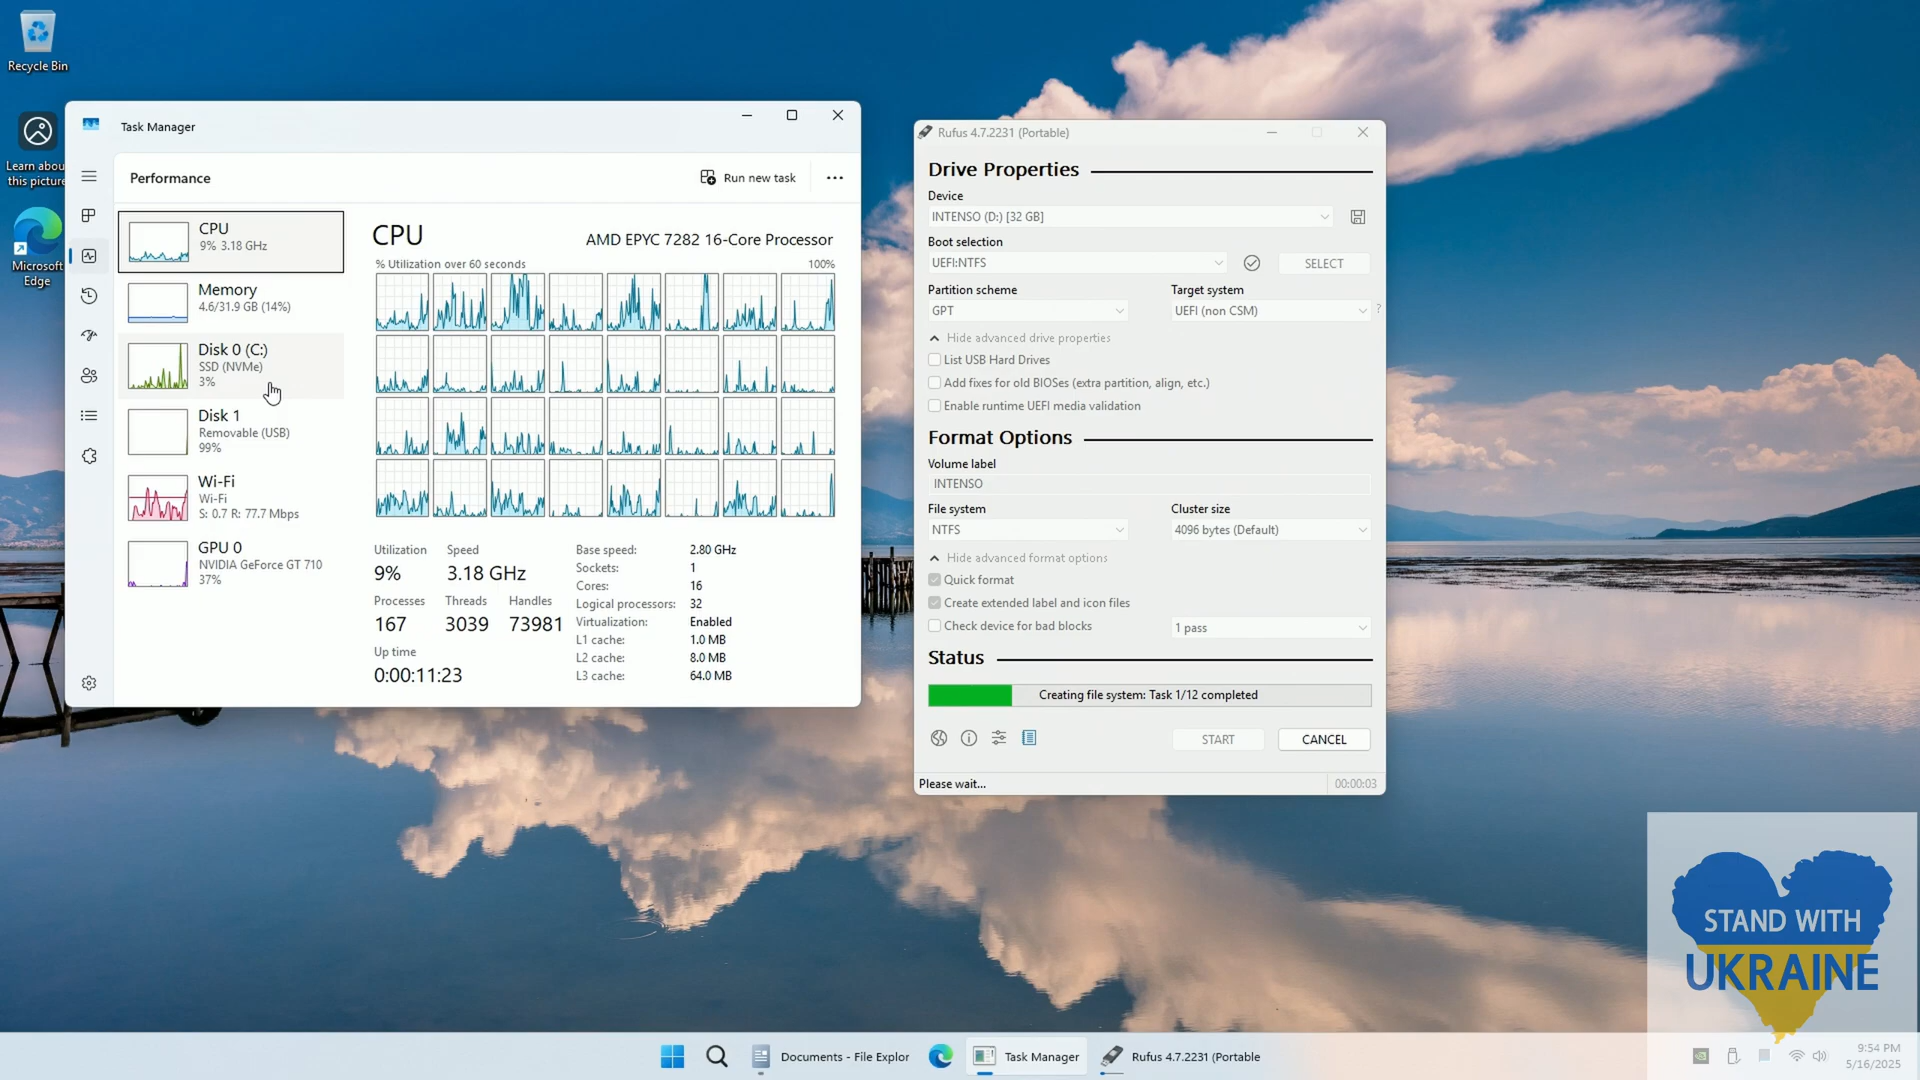 Recycle Bin
Learn abou
this picture
Microsoft
Edge
Task Manager
Performance
Run new task
CPU
9% 3.18 GHz
Memory
4.6/31.9 GB (14%)
Disk 0 (C:)
SSD (NVMe)
3%
Disk 1
Removable (USB)
99%
Wi-Fi
Wi-Fi
S: 0.7 R: 77.7 Mbps
GPU 0
NVIDIA GeForce GT 710
37%
CPU
AMD EPYC 7282 16-Core Processor
% Utilization over 60 seconds
100%
Utilization
Speed
9%
3.18 GHz
Processes
Threads
Handles
167
3039
73981
Up time
0:00:11:23
Base speed: 2.80 GHz
Sockets: 1
Cores: 16
Logical processors: 32
Virtualization: Enabled
L1 cache: 1.0 MB
L2 cache: 8.0 MB
L3 cache: 64.0 MB
Rufus 4.7.2231 (Portable)
Drive Properties
Device
INTENSO (D:) [32 GB]
Boot selection
UEFI:NTFS
SELECT
Partition scheme
Target system
GPT
UEFI (non CSM)
?
Hide advanced drive properties
List USB Hard Drives
Add fixes for old BIOSes (extra partition, align, etc.)
Enable runtime UEFI media validation
Format Options
Volume label
INTENSO
File system
Cluster size
NTFS
4096 bytes (Default)
Hide advanced format options
Quick format
Create extended label and icon files
Check device for bad blocks
1 pass
Status
Creating file system: Task 1/12 completed
START
CANCEL
Please wait...
00:00:03
STAND WITH
UKRAINE
Documents - File Explor
Task Manager
Rufus 4.7.2231 (Portable
9:54 PM
5/16/2025